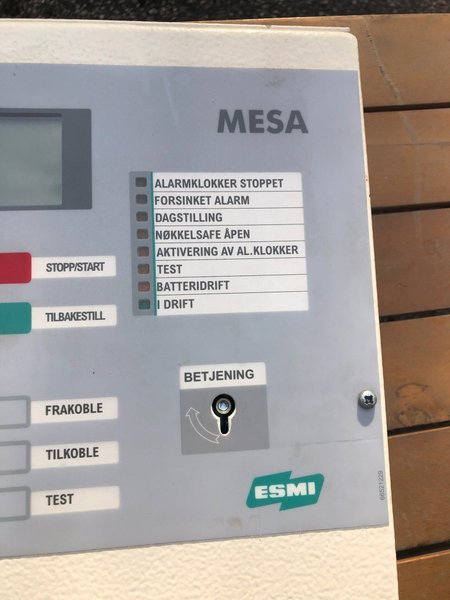 MESA
ALARMKLOKKER STOPPET
FORSINKET ALARM
DAGSTILLING
NØKKELSAFE ÅPEN
AKTIVERING AV AL.KLOKKER
TEST
BATTERIDRIFT
I DRIFT
STOPP/START
TILBAKESTILL
BETJENING
FRAKOBLE
TILKOBLE
TEST
ESMI
66521229